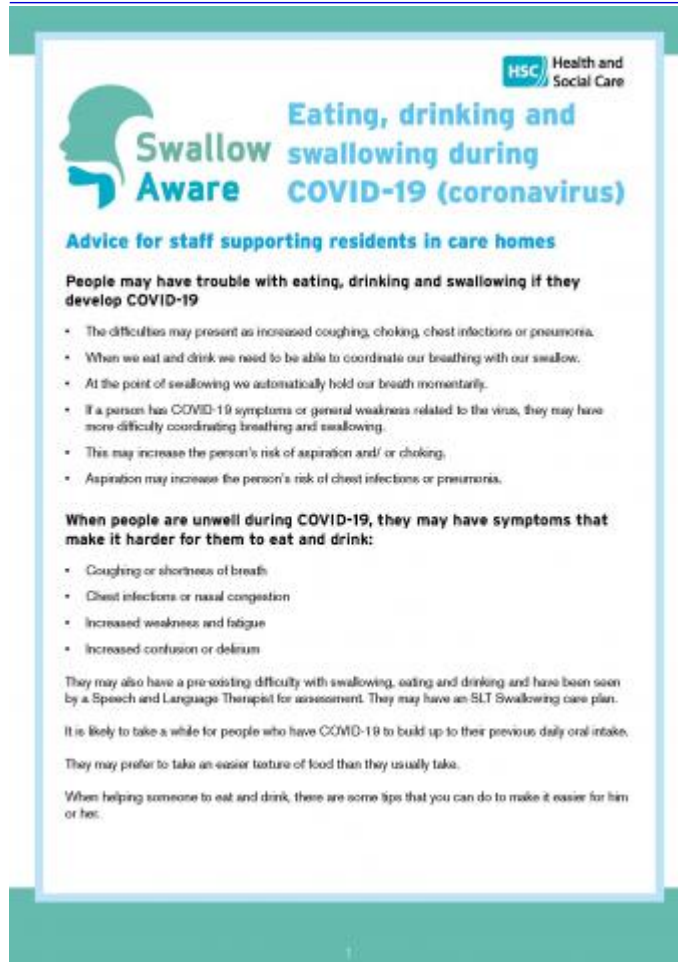 HSC Health and
Social Care
Swallow
Aware
Eating, drinking and
swallowing during
COVID-19 (coronavirus)
Advice for staff supporting residents in care homes
People may have trouble with eating, drinking and swallowing if they
develop COVID-19
• The difficulties may present as increased coughing, choking, chest infections or pneumonia.
• When we eat and drink we need to be able to coordinate our breathing with our swallow.
• At the point of swallowing we automatically hold our breath momentarily.
• If a person has COVID-19 symptoms or general weakness related to the virus, they may have
more difficulty coordinating breathing and swallowing.
• This may increase the person's risk of aspiration and/ or choking.
• Aspiration may increase the person's risk of chest infections or pneumonia.
When people are unwell during COVID-19, they may have symptoms that
make it harder for them to eat and drink:
• Coughing or shortness of breath
• Chest infections or nasal congestion
• Increased weakness and fatigue
• Increased confusion or delirium
They may also have a pre-existing difficulty with swallowing, eating and drinking and have been seen
by a Speech and Language Therapist for assessment. They may have an SLT Swallowing care plan.
It is likely to take a while for people who have COVID-19 to build up to their previous daily oral intake.
They may prefer to take an easier texture of food than they usually take.
When helping someone to eat and drink, there are some tips that you can do to make it easier for him
or her.
1